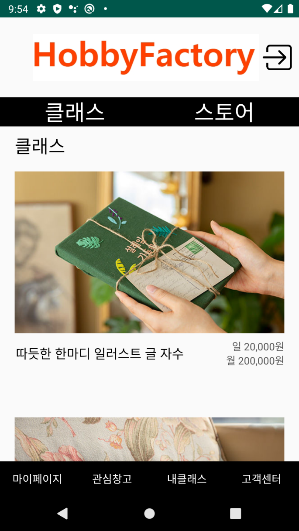 9:54
HobbyFactory
클래스 스토어
클래스
따듯한 한마디 일러스트 글 자수
일 20,000원
월 200,000원
마이페이지 관심창고 내클래스 고객센터